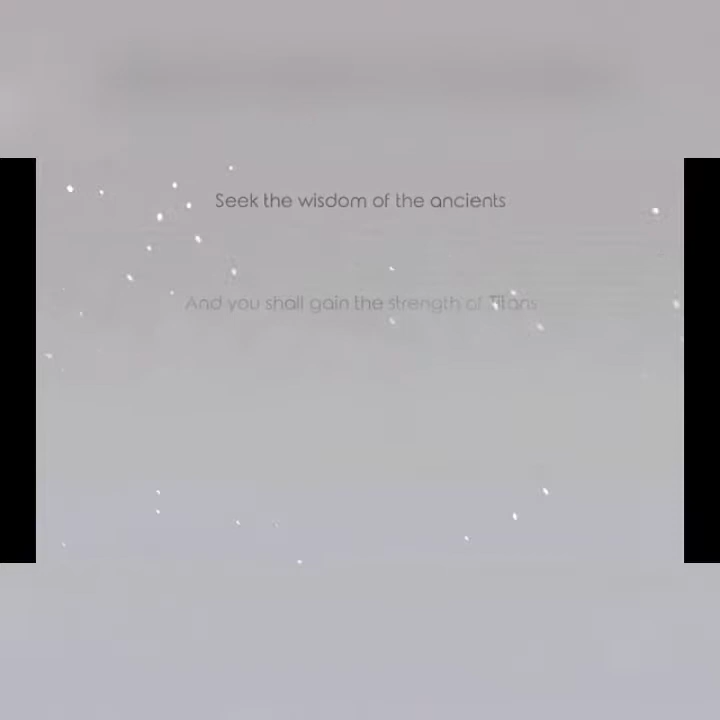 Seek the wisdom of the ancients
And you shall gain the strength of Titans